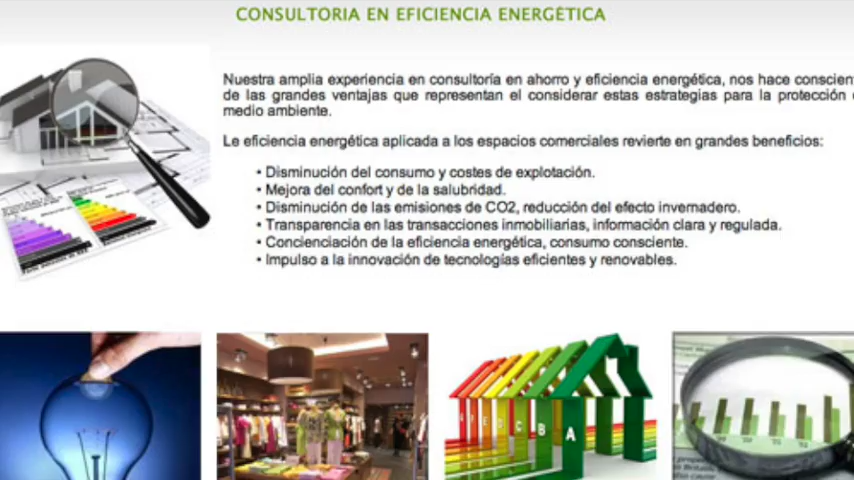 CONSULTORIA EN EFICIENCIA ENERGÉTICA
Nuestra amplia experiencia en consultoría en ahorro y eficiencia energética, nos hace
de las grandes ventajas que representan el considerar estas estrategias para la protección
medio ambiente.
Le eficiencia energética aplicada a los espacios comerciales revierte en grandes beneficios:
• Disminución del consumo y costes de explotación.
• Mejora del confort y de la salubridad.
• Disminución de las emisiones de CO2, reducción del efecto invernadero.
• Transparencia en las transacciones inmobiliarias, información clara y regulada.
• Concienciación de la eficiencia energética, consumo consciente.
• Impulso a la innovación de tecnologías eficientes y renovables.
C B A